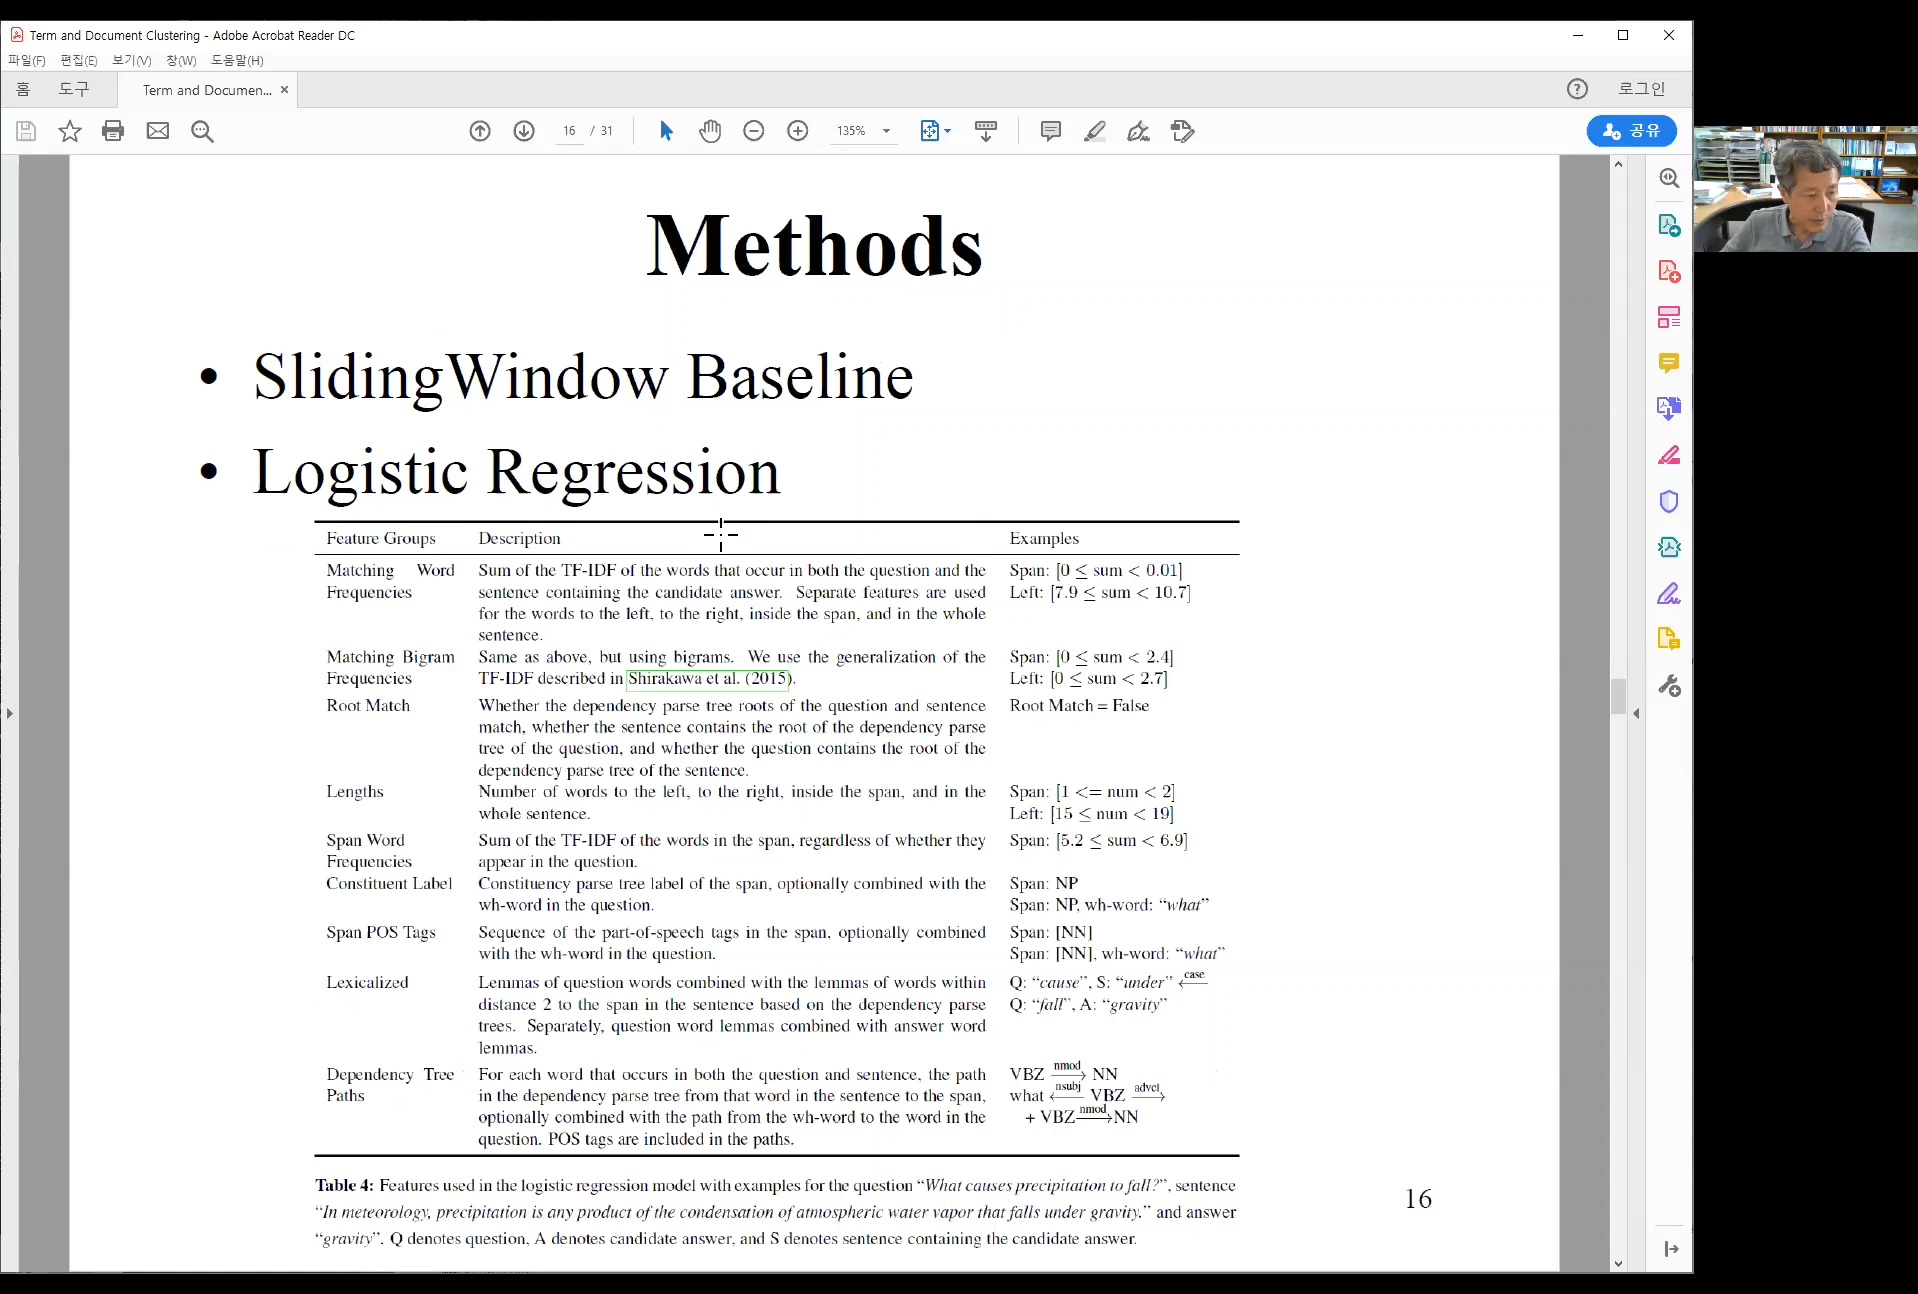 Term and Document Clustering - Adobe Acrobat Reader DC
파일(F) 편집(E) 보기(V) 창(W) 도움말(H)
홈 도구 Term and Documen... 로그인
16 / 31 135% 공유
Methods
• SlidingWindow Baseline
• Logistic Regression
Feature Groups Description Examples
Matching Word Sum of the TF-IDF of the words that occur in both the question and the Span: [0 ≤ sum < 0.01]
Frequencies sentence containing the candidate answer. Separate features are used Left: [7.9 ≤ sum < 10.7]
for the words to the left, to the right, inside the span, and in the whole
sentence.
Matching Bigram Same as above, but using bigrams. We use the generalization of the Span: [0 ≤ sum < 2.4]
Frequencies TF-IDF described in Shirakawa et al. (2015). Left: [0 ≤ sum < 2.7]
Root Match Whether the dependency parse tree roots of the question and sentence Root Match = False
match, whether the sentence contains the root of the dependency parse
tree of the question, and whether the question contains the root of the
dependency parse tree of the sentence.
Lengths Number of words to the left, to the right, inside the span, and in the Span: [1 <= num < 2]
whole sentence. Left: [15 ≤ num < 19]
Span Word Sum of the TF-IDF of the words in the span, regardless of whether they Span: [5.2 ≤ sum < 6.9]
Frequencies appear in the question.
Constituent Label Constituency parse tree label of the span, optionally combined with the Span: NP
wh-word in the question. Span: NP, wh-word: “what”
Span POS Tags Sequence of the part-of-speech tags in the span, optionally combined Span: [NN]
with the wh-word in the question. Span: [NN], wh-word: “what”
Lexicalized Lemmas of question words combined with the lemmas of words within Q: “cause”, S: “under” ←case
distance 2 to the span in the sentence based on the dependency parse Q: “fall”, A: “gravity”
trees. Separately, question word lemmas combined with answer word
lemmas.
Dependency Tree For each word that occurs in both the question and sentence, the path VBZ nmod→ NN
Paths in the dependency parse tree from that word in the sentence to the span, what ←nsubj VBZ advcl→
optionally combined with the path from the wh-word to the word in the + VBZ nmod→ NN
question. POS tags are included in the paths.
Table 4: Features used in the logistic regression model with examples for the question “What causes precipitation to fall?”, sentence
“In meteorology, precipitation is any product of the condensation of atmospheric water vapor that falls under gravity.” and answer
“gravity”. Q denotes question, A denotes candidate answer, and S denotes sentence containing the candidate answer.
16